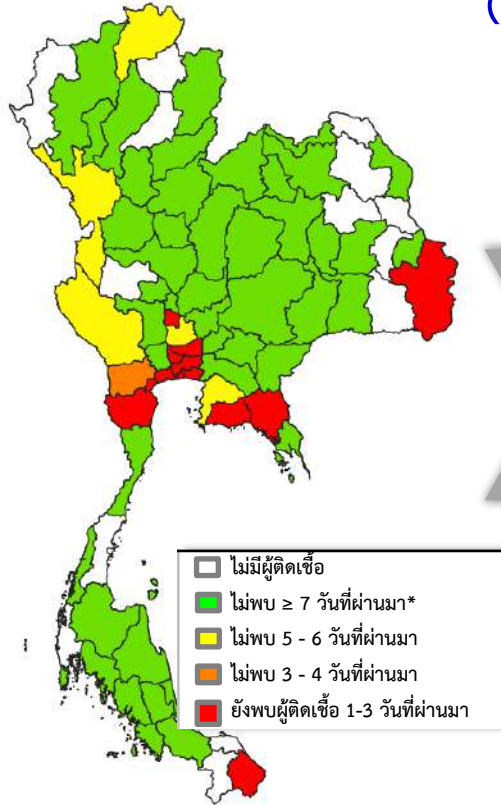 ไม่มีผู้ติดเชื้อ
ไม่พบ ≥ 7 วันที่ผ่านมา*
ไม่พบ 5 - 6 วันที่ผ่านมา
ไม่พบ 3 - 4 วันที่ผ่านมา
ยังพบผู้ติดเชื้อ 1-3 วันที่ผ่านมา